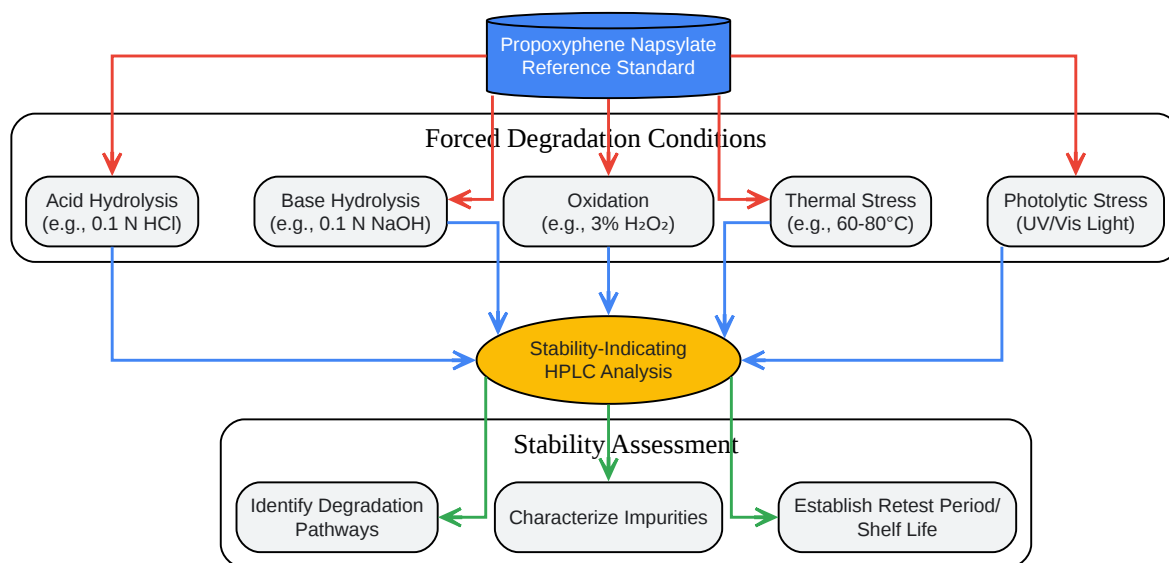 Propoxyphene Napsylate
Reference Standard
Forced Degradation Conditions
Acid Hydrolysis
(e.g., 0.1 N HCl)
Base Hydrolysis
(e.g., 0.1 N NaOH)
Oxidation
(e.g., 3% H₂O₂)
Thermal Stress
(e.g., 60-80°C)
Photolytic Stress
(UV/Vis Light)
Stability-Indicating
HPLC Analysis
Stability Assessment
Identify Degradation
Pathways
Characterize Impurities
Establish Retest Period/
Shelf Life